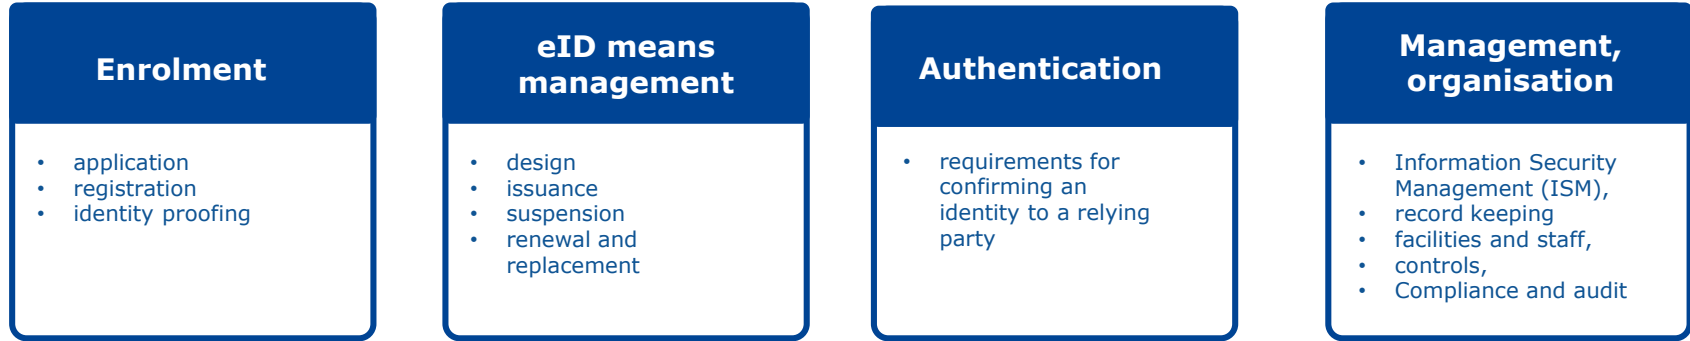 Enrolment
• application
• registration
• identity proofing
eID means
management
• design
• issuance
• suspension
• renewal and
replacement
Authentication
• requirements for
confirming an
identity to a relying
party
Management,
organisation
• Information Security
Management (ISM),
• record keeping
• facilities and staff,
• controls,
• Compliance and audit